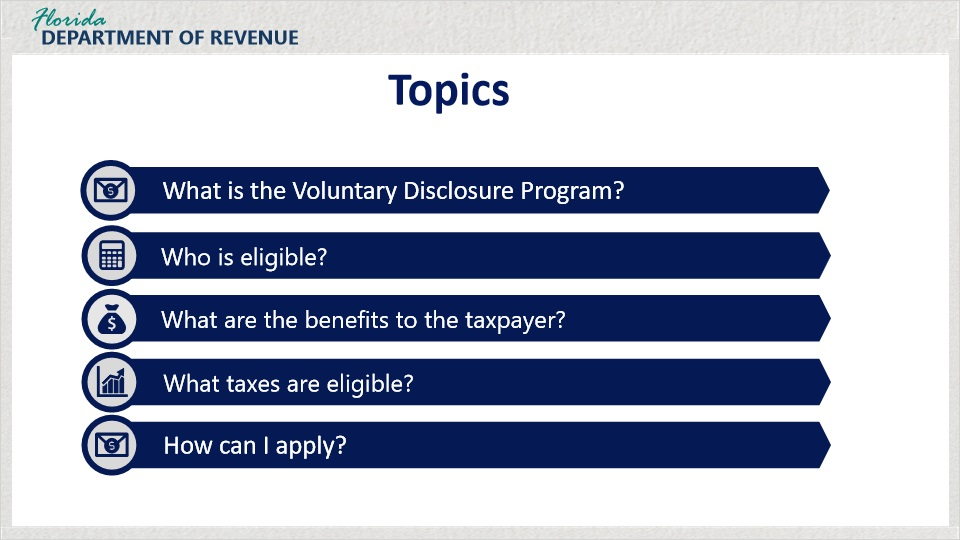 Florida
DEPARTMENT OF REVENUE
Topics
What is the Voluntary Disclosure Program?
Who is eligible?
What are the benefits to the taxpayer?
What taxes are eligible?
How can I apply?